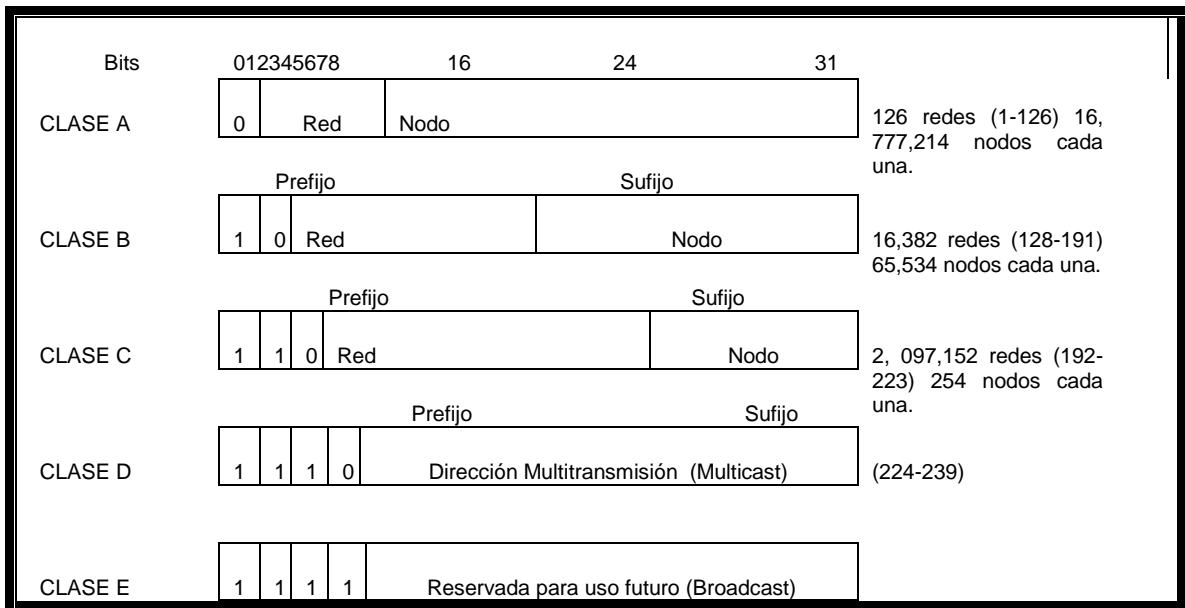 Bits 012345678 16 24 31
CLASE A 0 Red Nodo 126 redes (1-126) 16,
777,214 nodos cada
una.
Prefijo Sufijo
CLASE B 1 0 Red Nodo 16,382 redes (128-191)
65,534 nodos cada una.
Prefijo Sufijo
CLASE C 1 1 0 Red Nodo 2, 097,152 redes (192-
223) 254 nodos cada
una.
Prefijo Sufijo
CLASE D 1 1 1 0 Dirección Multitransmisión (Multicast) (224-239)
CLASE E 1 1 1 1 Reservada para uso futuro (Broadcast)